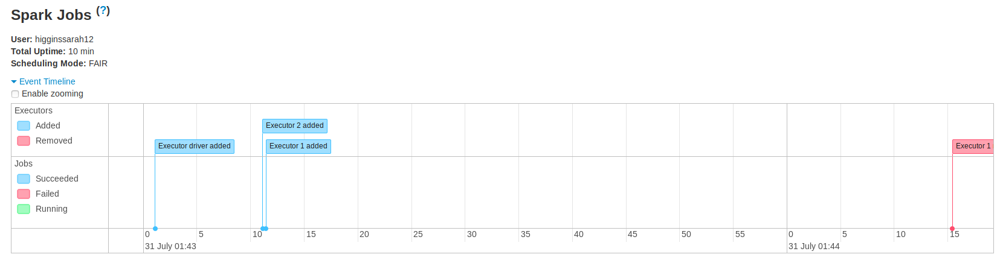 Spark Jobs (?)
User: higginssarah12
Total Uptime: 10 min
Scheduling Mode: FAIR
Event Timeline
Enable zooming
Executors
Added
Removed
Executor 2 added
Executor driver added
Executor 1 added
Executor 1
Jobs
Succeeded
Failed
Running
0 5 10 15 20 25 30 35 40 45 50 55 0 5 10 15
31 July 01:43 31 July 01:44